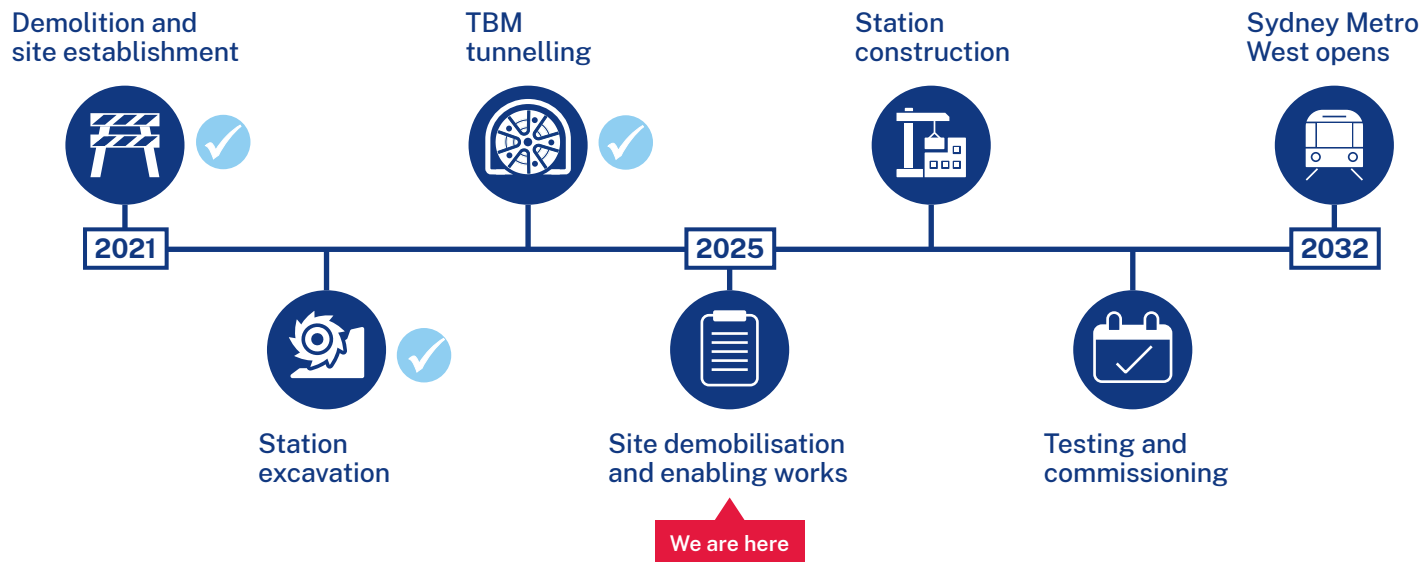 Demolition and
site establishment
TBM
tunnelling
Station
construction
Sydney Metro
West opens
2021
2025
2032
Station
excavation
Site demobilisation
and enabling works
Testing and
commissioning
We are here